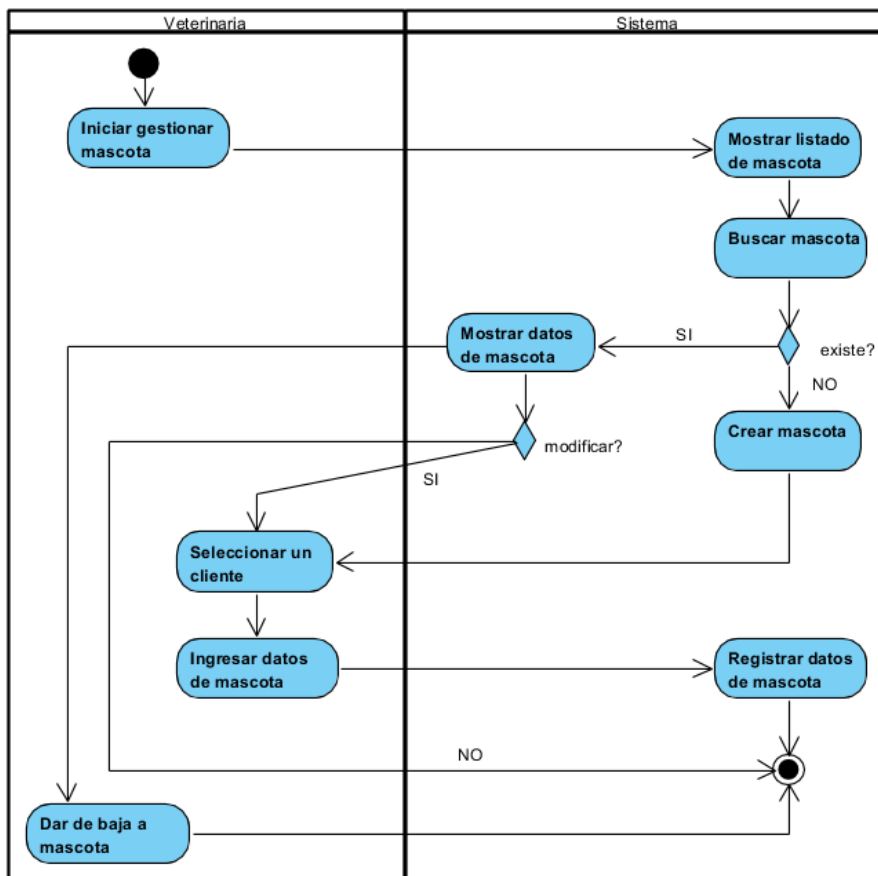 Veterinaria
Sistema
Iniciar gestionar
mascota
Mostrar listado
de mascota
Buscar mascota
Mostrar datos
de mascota
SI
existe?
NO
Crear mascota
modificar?
SI
Seleccionar un
cliente
Ingresar datos
de mascota
Registrar datos
de mascota
NO
Dar de baja a
mascota